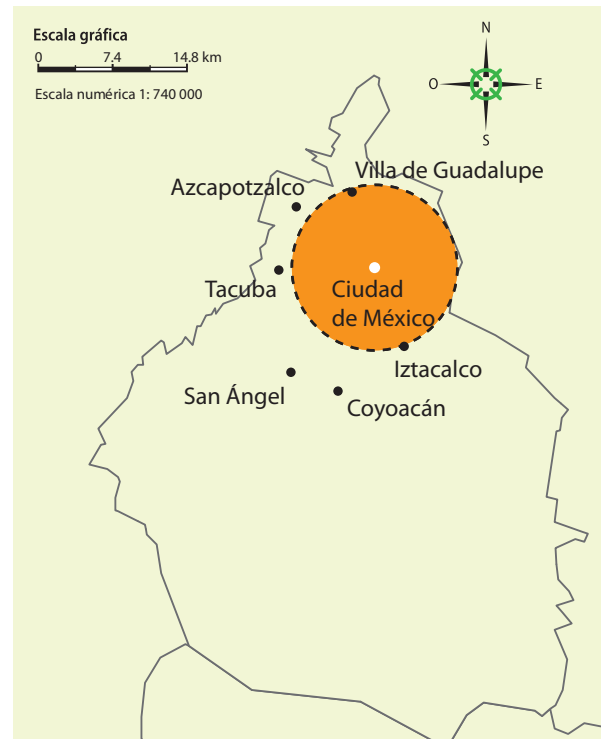 Escala gráfica
0 7.4 14.8 km
Escala numérica 1: 740 000
N
O E
S
Villa de Guadalupe
Azcapotzalco
Tacuba
Ciudad
de México
Iztacalco
San Ángel
Coyoacán